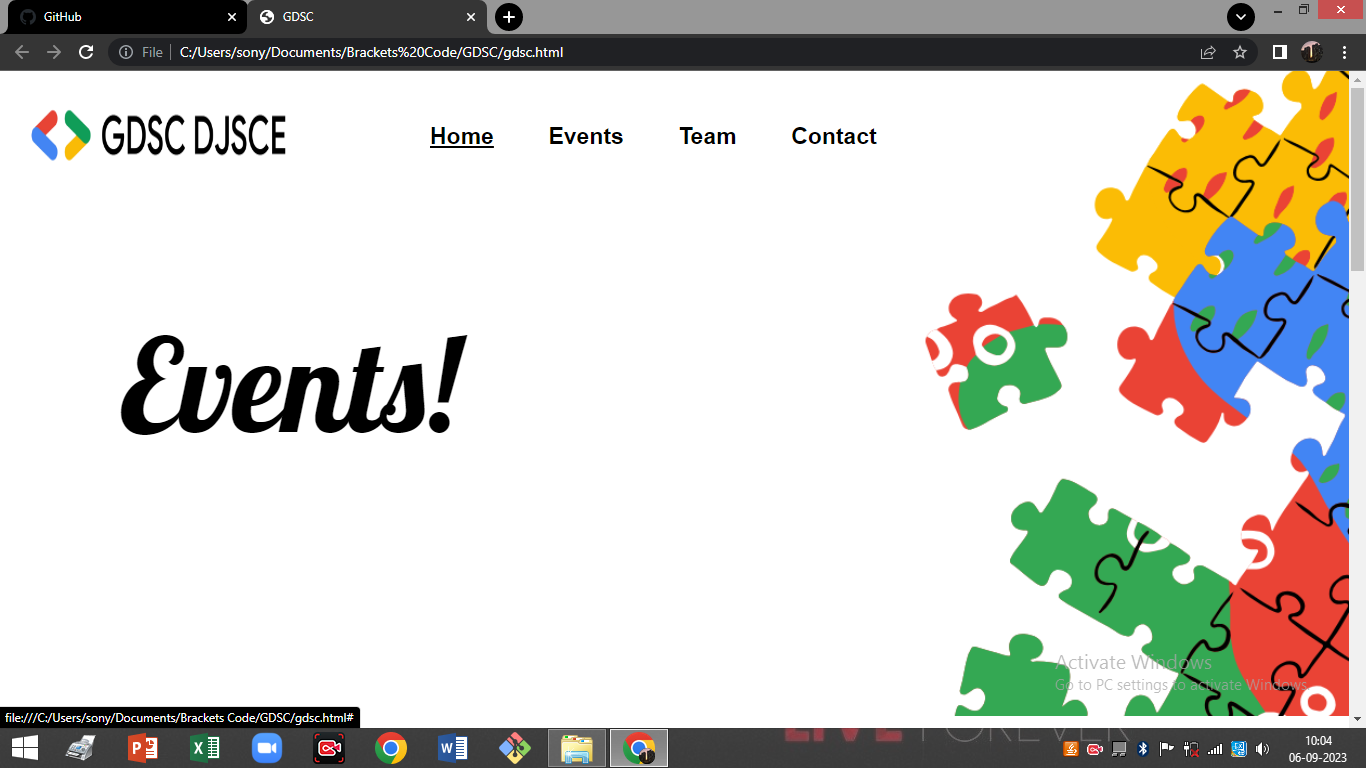 GitHub
GDSC
File
C:/Users/sony/Documents/Brackets%20Code/GDSC/gdsc.html
GDSC DJSCE
Home
Events
Team
Contact
Events!
Activate Windows
Go to PC settings to activate Windows.
file:///C:/Users/sony/Documents/Brackets Code/GDSC/gdsc.html#
LIVE FOREVER
10:04
06-09-2023